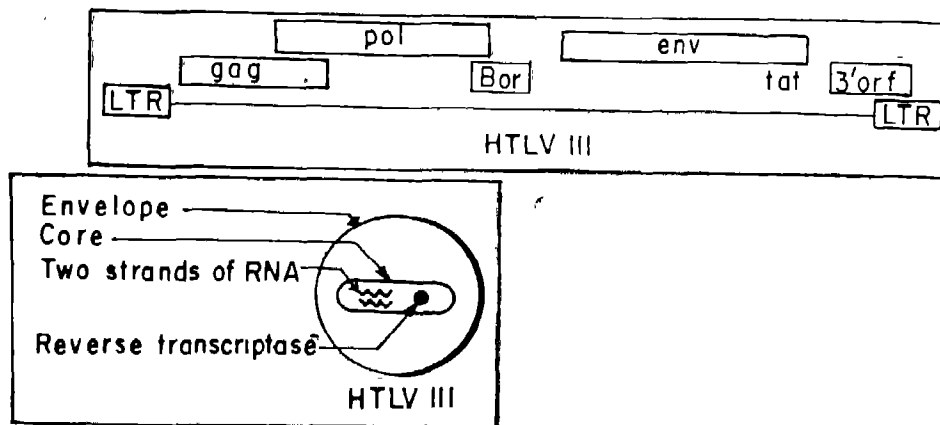 pol env
gag Bor tat 3'orf
LTR LTR
HTLV III
Envelope
Core
Two strands of RNA
Reverse transcriptase
HTLV III